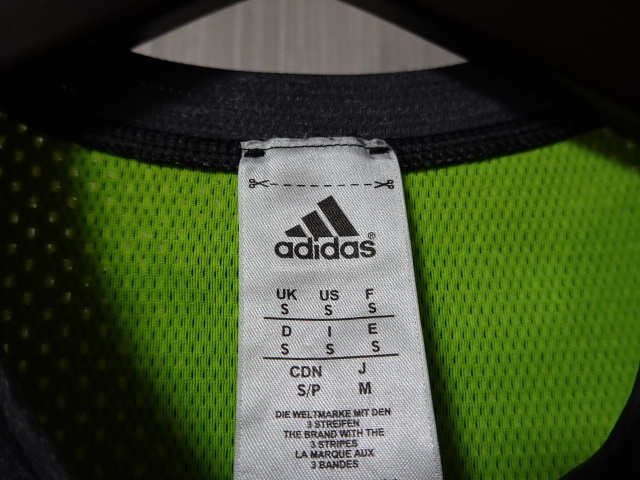 adidas®
UK US F
S S S
D I E
S S S
CDN J
S/P M
DIE WELTMARKE MIT DEN
3 STREIFEN
THE BRAND WITH THE
3 STRIPES
LA MARQUE AUX
3 BANDES